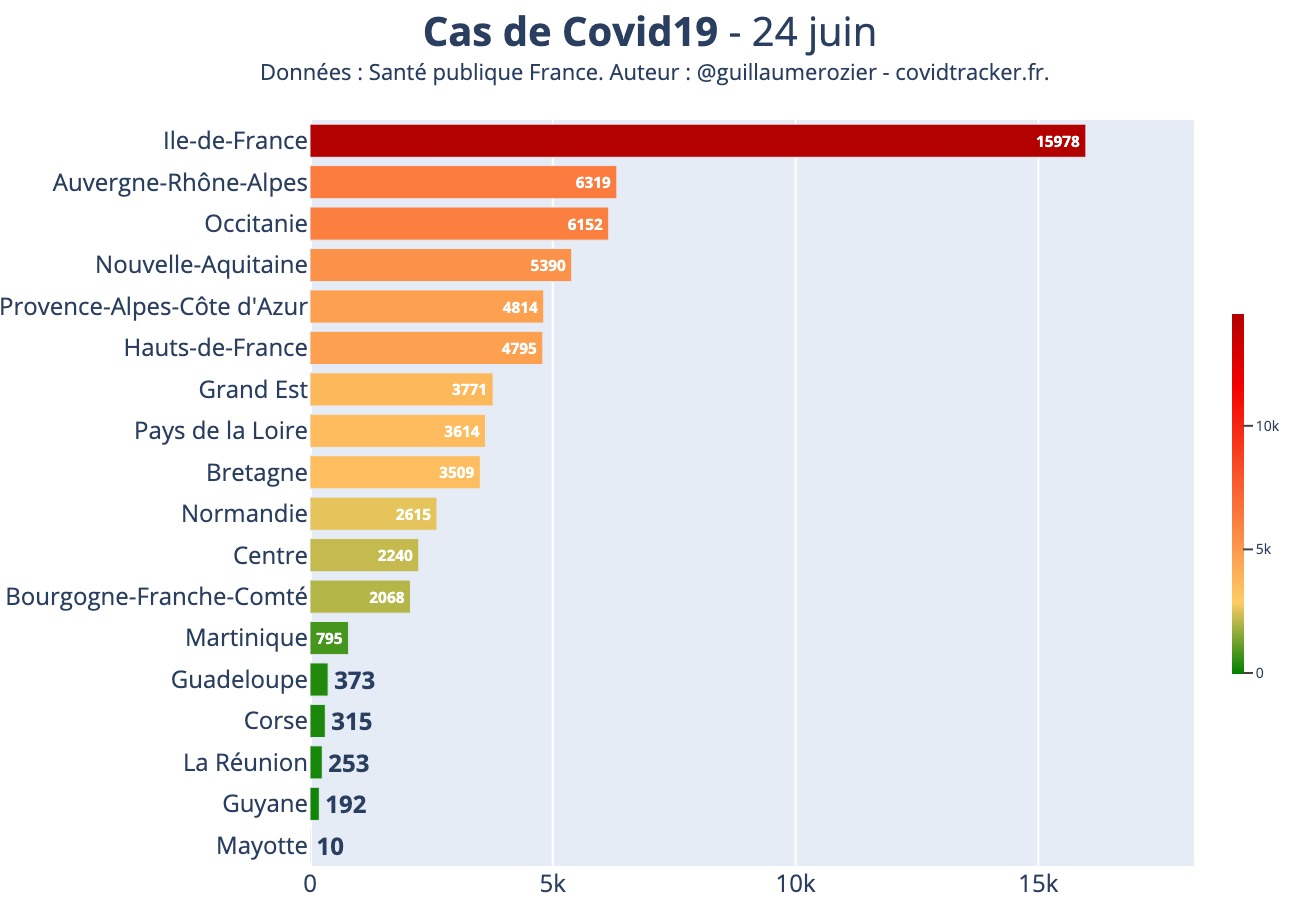 Cas de Covid19 - 24 juin
Données : Santé publique France. Auteur : @guillaumerozier - covidtracker.fr.
Ile-de-France 15978
Auvergne-Rhône-Alpes 6319
Occitanie 6152
Nouvelle-Aquitaine 5390
Provence-Alpes-Côte d'Azur 4814
Hauts-de-France 4795
Grand Est 3771
Pays de la Loire 3614
Bretagne 3509
Normandie 2615
Centre 2240
Bourgogne-Franche-Comté 2068
Martinique 795
Guadeloupe 373
Corse 315
La Réunion 253
Guyane 192
Mayotte 10
0 5k 10k 15k
10k
5k
0